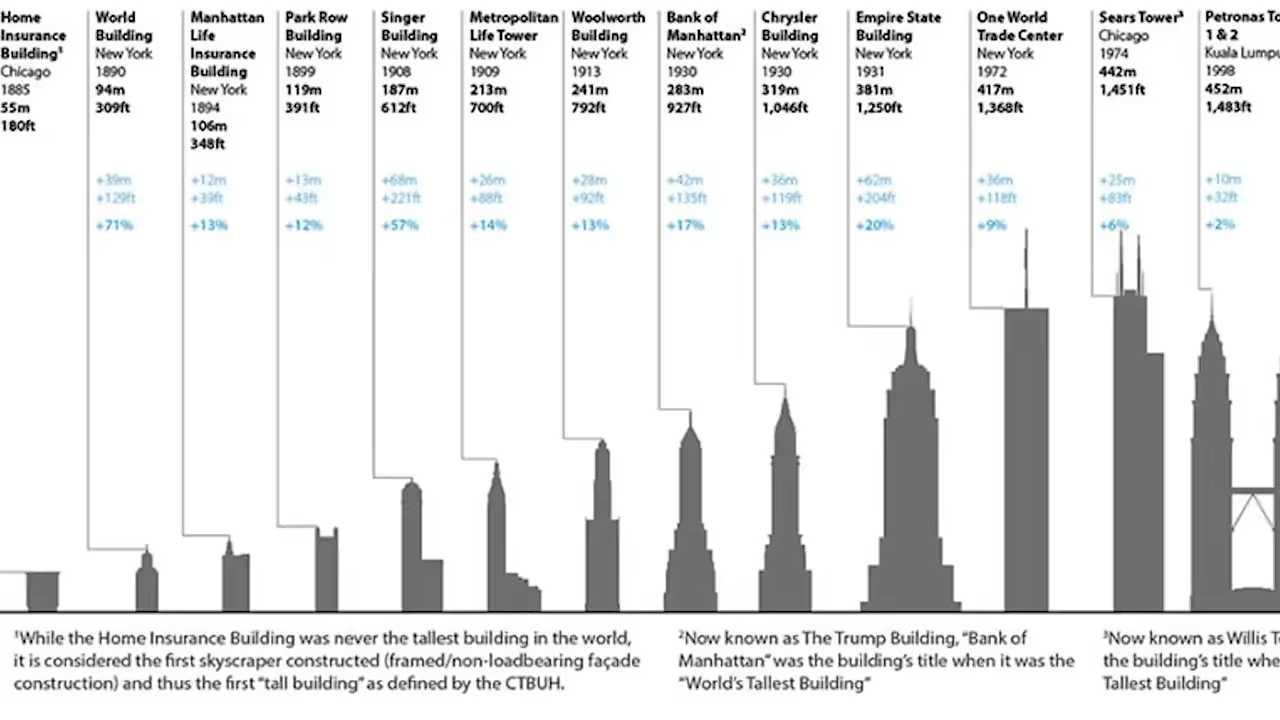 Home
Insurance
Building¹
Chicago
1885
55m
180ft
World
Building
New York
1890
94m
309ft
+39m
+129ft
+71%
Manhattan
Life
Insurance
Building
New York
1894
106m
348ft
+12m
+39ft
+13%
Park Row
Building
New York
1899
119m
391ft
+13m
+43ft
+12%
Singer
Building
New York
1908
187m
612ft
+68m
+221ft
+57%
Metropolitan
Life Tower
New York
1909
213m
700ft
+26m
+88ft
+14%
Woolworth
Building
New York
1913
241m
792ft
+28m
+92ft
+13%
Bank of
Manhattan²
New York
1930
283m
927ft
+42m
+135ft
+17%
Chrysler
Building
New York
1930
319m
1,046ft
+36m
+119ft
+13%
Empire State
Building
New York
1931
381m
1,250ft
+62m
+204ft
+20%
One World
Trade Center
New York
1972
417m
1,368ft
+36m
+118ft
+9%
Sears Tower³
Chicago
1974
442m
1,451ft
+25m
+83ft
+6%
Petronas
1 & 2
Kuala
1998
452m
1,483ft
+10m
+32ft
+2%
¹While the Home Insurance Building was never the tallest building in the world,
it is considered the first skyscraper constructed (framed/non-loadbearing façade
construction) and thus the first "tall building" as defined by the CTBUH.
²Now known as The Trump Building, "Bank of
Manhattan" was the building's title when it was the
"World's Tallest Building"
³Now known as Willis
the building's title
Tallest Building"